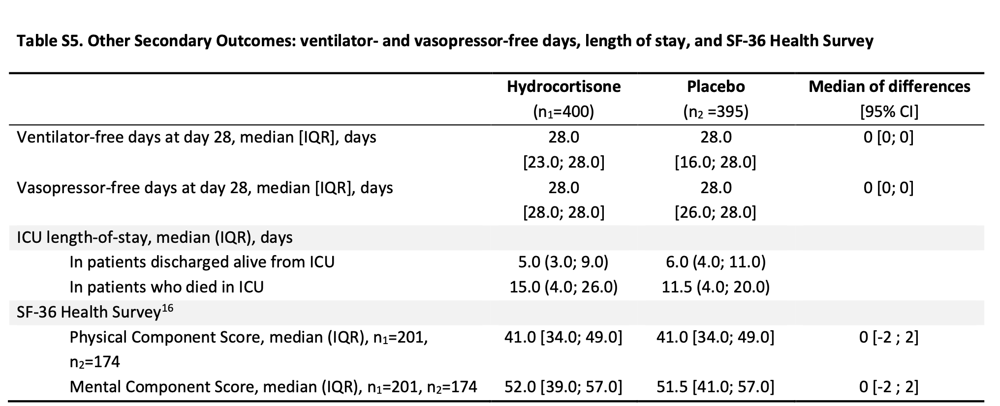 Table S5. Other Secondary Outcomes: ventilator- and vasopressor-free days, length of stay, and SF-36 Health Survey
Hydrocortisone Placebo Median of differences
(n₁=400) (n₂ =395) [95% CI]
Ventilator-free days at day 28, median [IQR], days 28.0 28.0 0 [0; 0]
[23.0; 28.0] [16.0; 28.0]
Vasopressor-free days at day 28, median [IQR], days 28.0 28.0 0 [0; 0]
[28.0; 28.0] [26.0; 28.0]
ICU length-of-stay, median (IQR), days
In patients discharged alive from ICU 5.0 (3.0; 9.0) 6.0 (4.0; 11.0)
In patients who died in ICU 15.0 (4.0; 26.0) 11.5 (4.0; 20.0)
SF-36 Health Survey¹⁶
Physical Component Score, median (IQR), n₁=201, 41.0 [34.0; 49.0] 41.0 [34.0; 49.0] 0 [-2 ; 2]
n₂=174
Mental Component Score, median (IQR), n₁=201, n₂=174 52.0 [39.0; 57.0] 51.5 [41.0; 57.0] 0 [-2 ; 2]